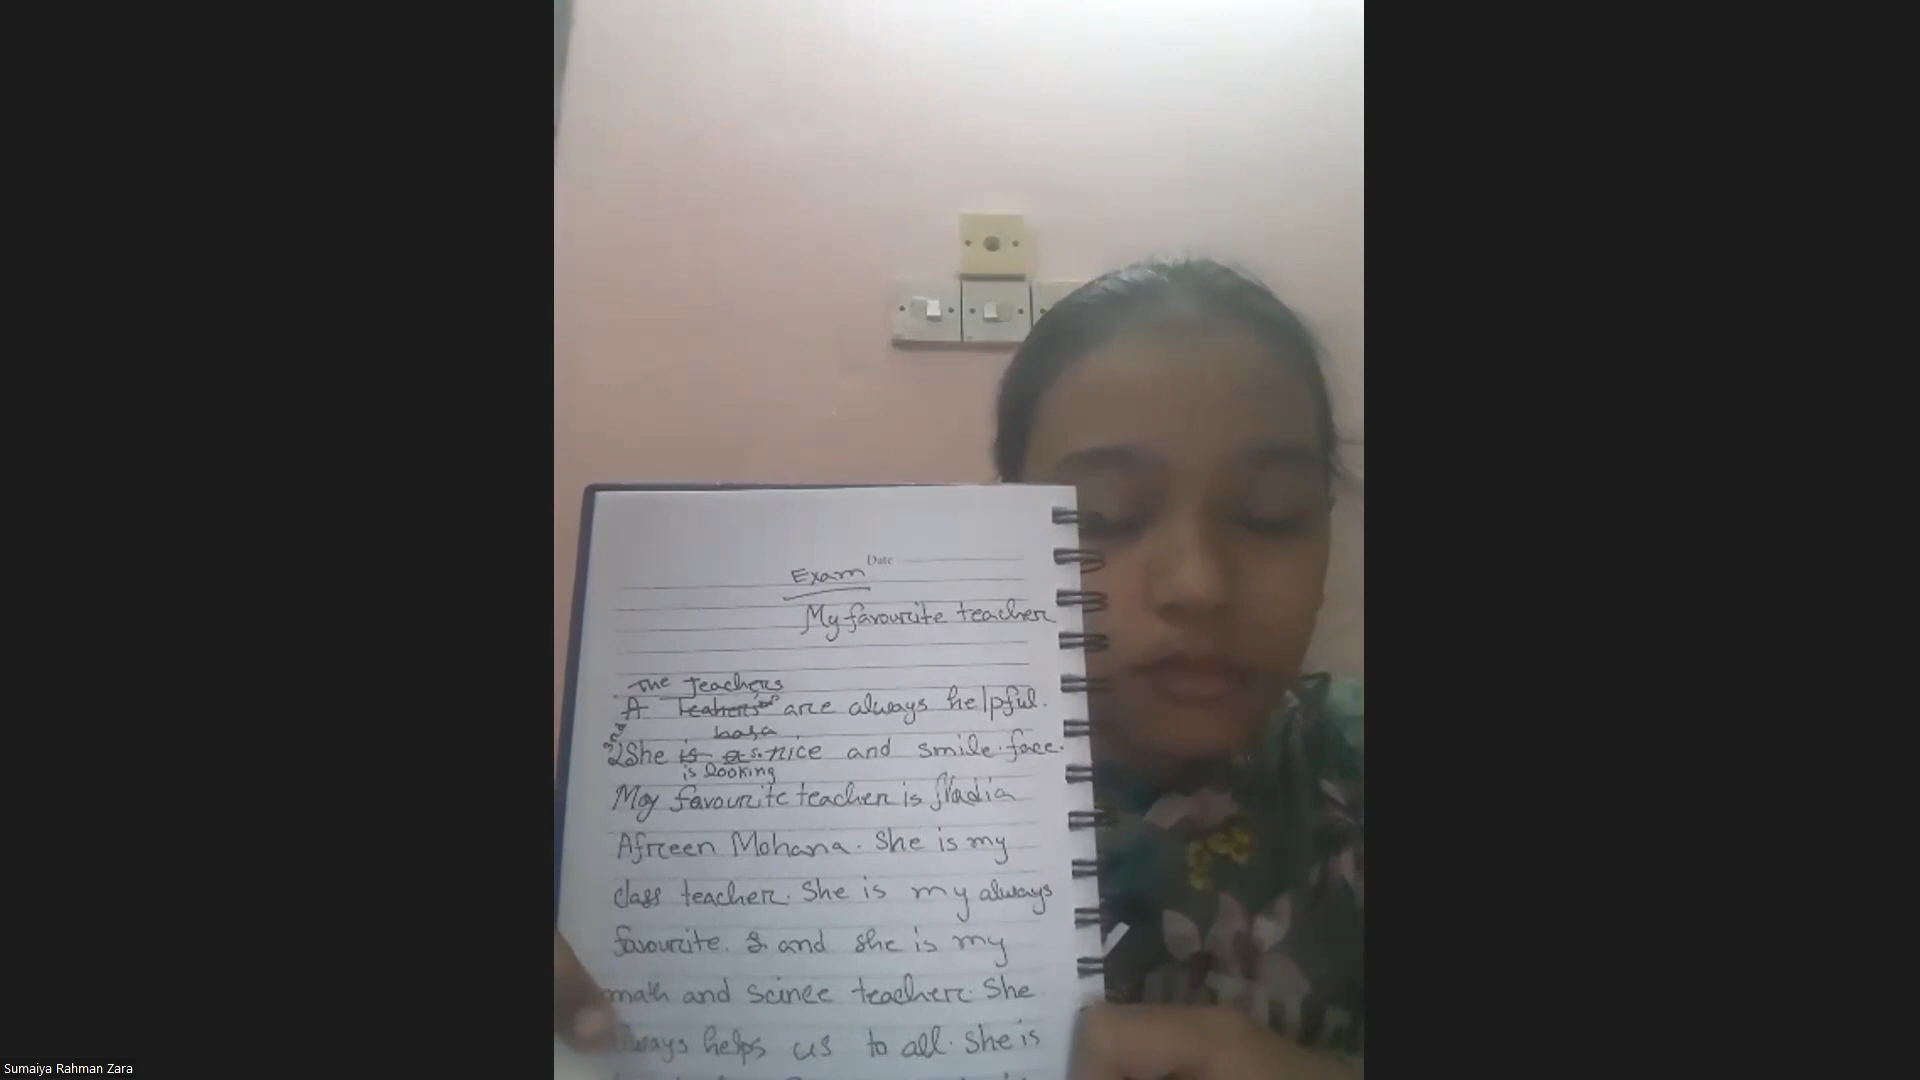 Date
Exam
My favourite teacher
The Teachers
A Teahers are always helpful.
2nd
has a
She is a nice and smile face.
is looking
My favourite teacher is Nadia
Afreen Mohana. She is my
class teacher. She is my always
favourite. & and she is my
math and scince teacher. She
always helps us to all. She is
Sumaiya Rahman Zara